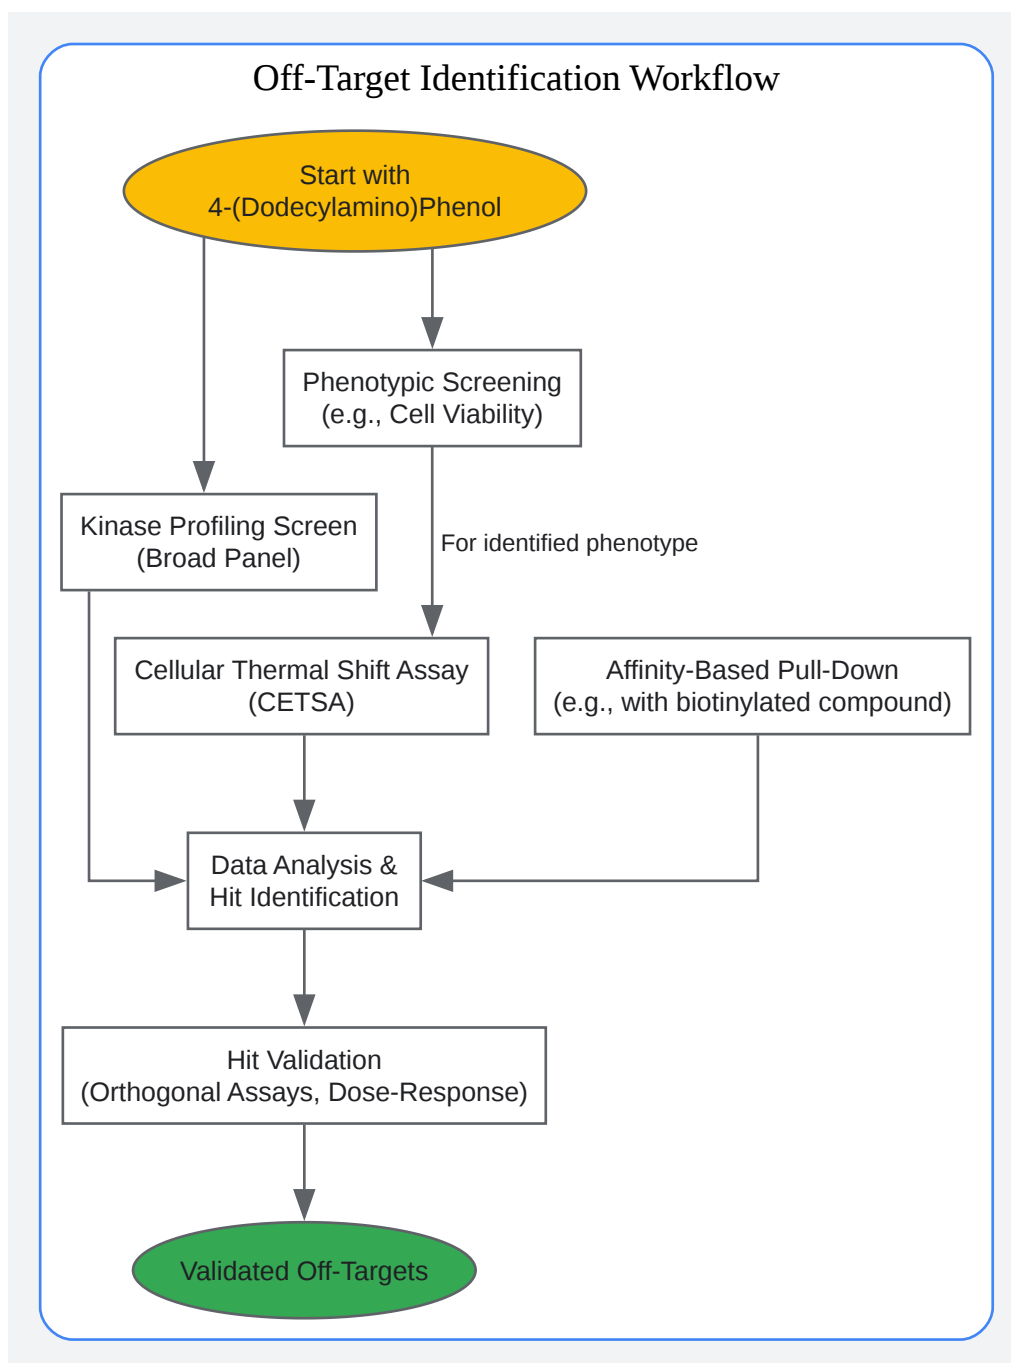 Off-Target Identification Workflow
Start with
4-(Dodecylamino)Phenol
Phenotypic Screening
(e.g., Cell Viability)
Kinase Profiling Screen
(Broad Panel)
For identified phenotype
Cellular Thermal Shift Assay
(CETSA)
Affinity-Based Pull-Down
(e.g., with biotinylated compound)
Data Analysis &
Hit Identification
Hit Validation
(Orthogonal Assays, Dose-Response)
Validated Off-Targets